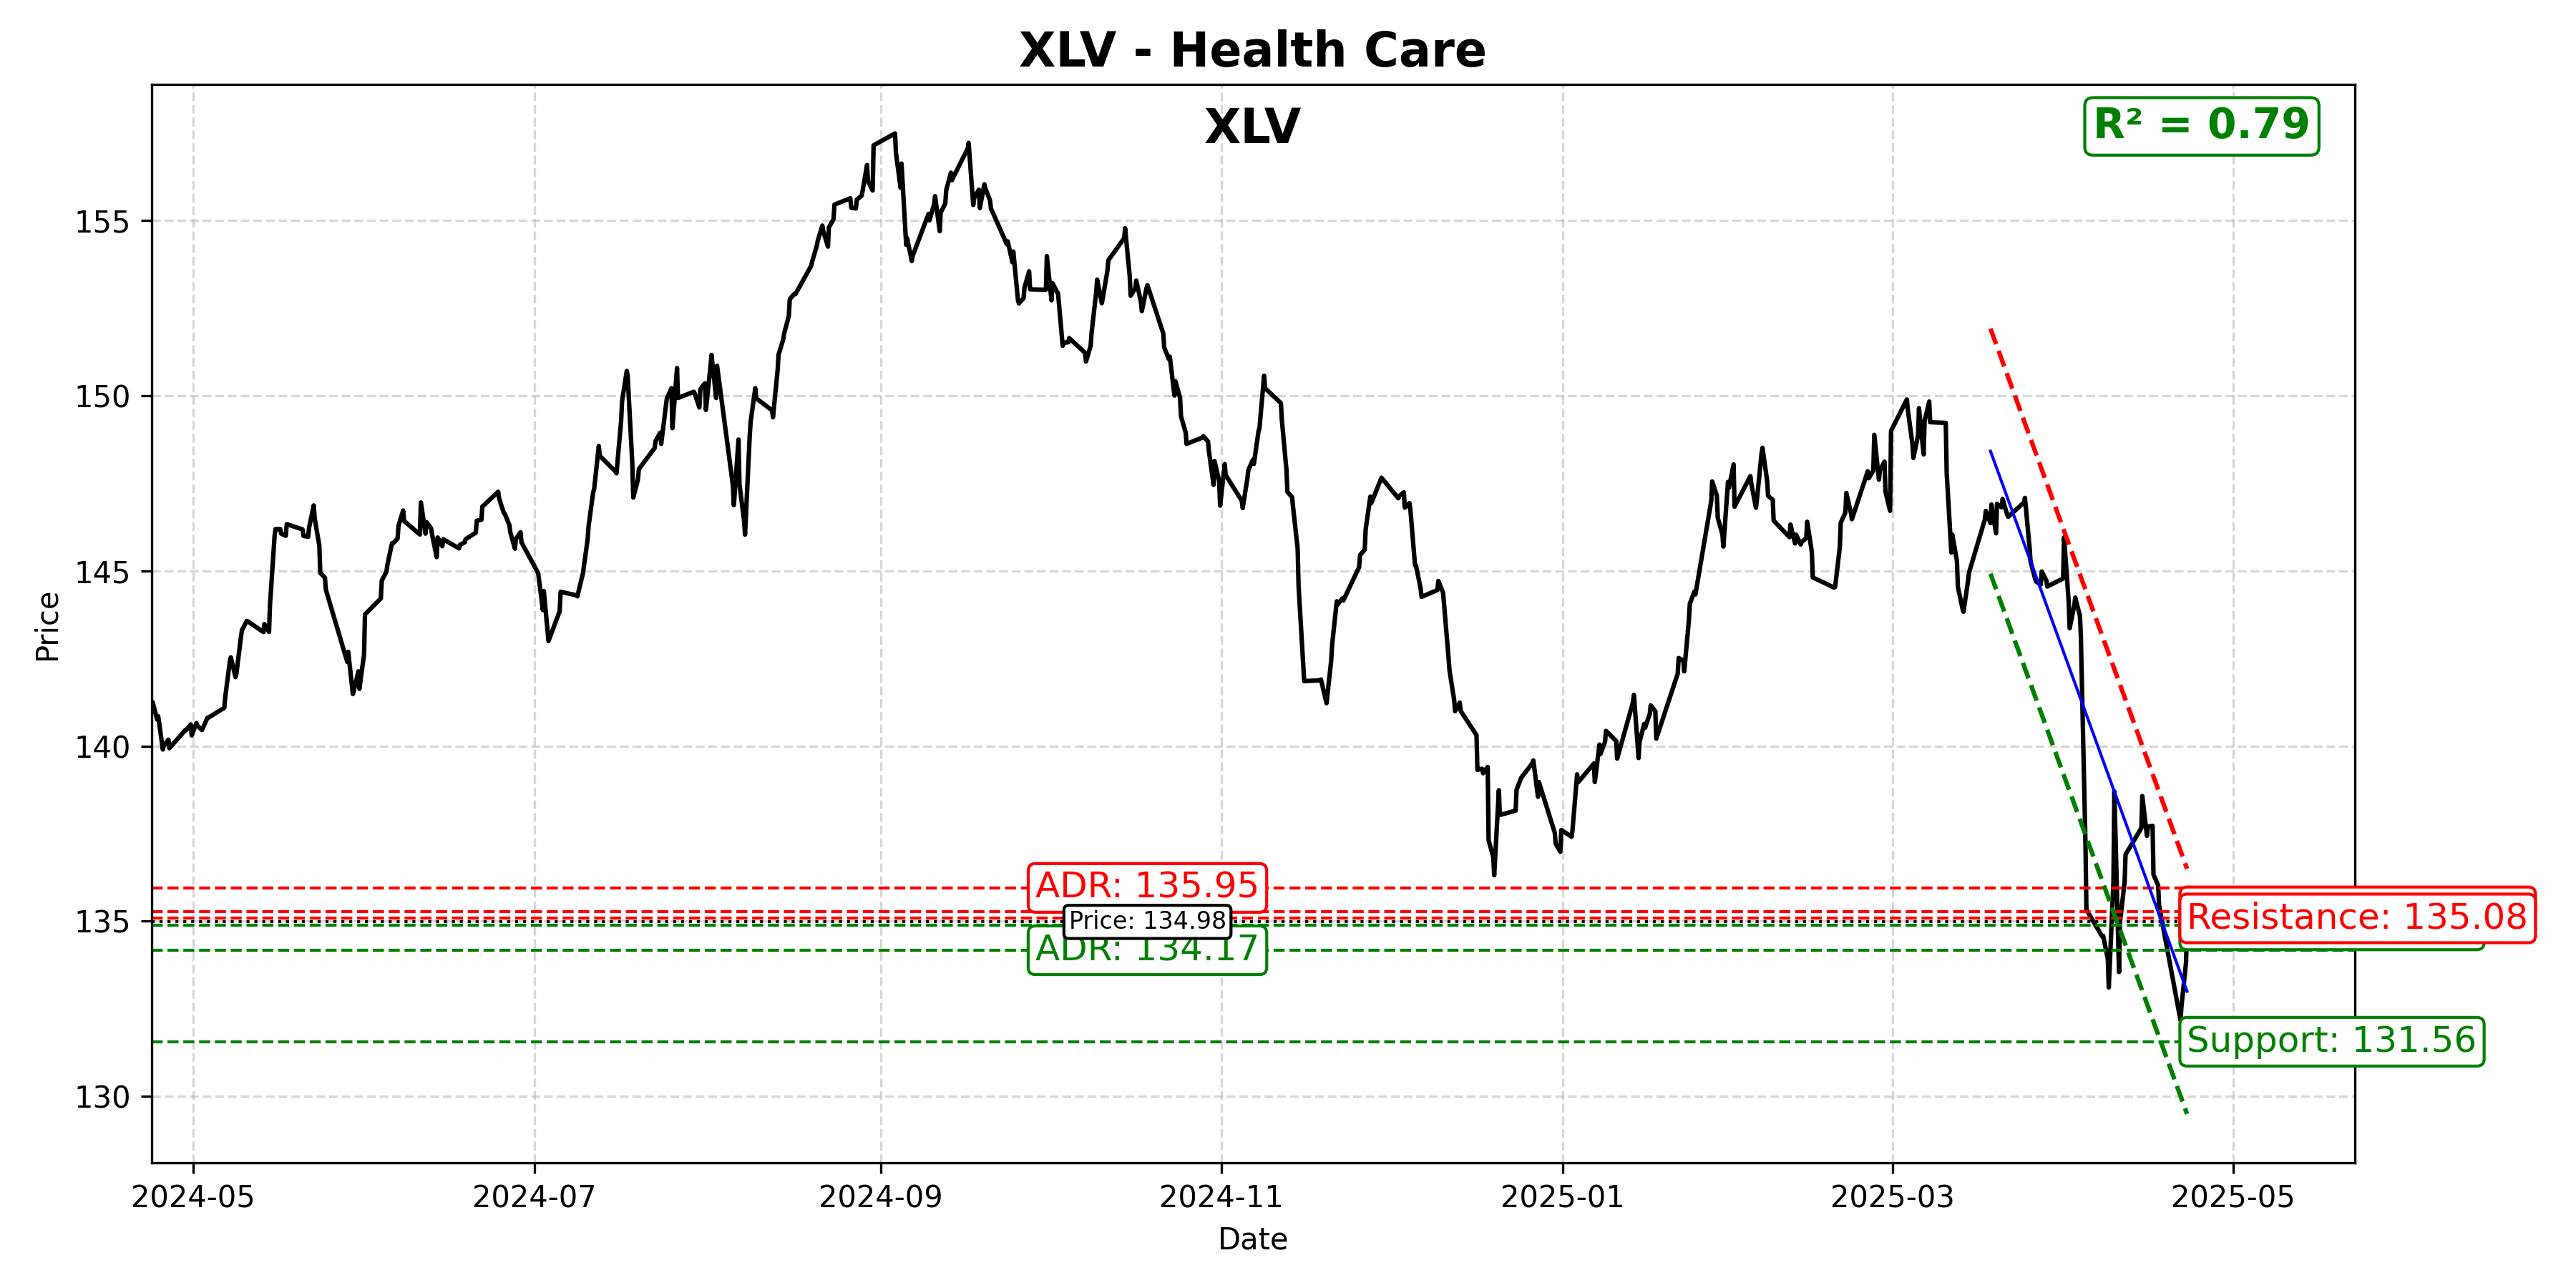 XLV - Health Care
XLV
R² = 0.79
155
150
145
140
135
130
Price
ADR: 135.95
Price: 134.98
ADR: 134.17
Resistance: 135.08
Support: 131.56
2024-05
2024-07
2024-09
2024-11
2025-01
2025-03
2025-05
Date